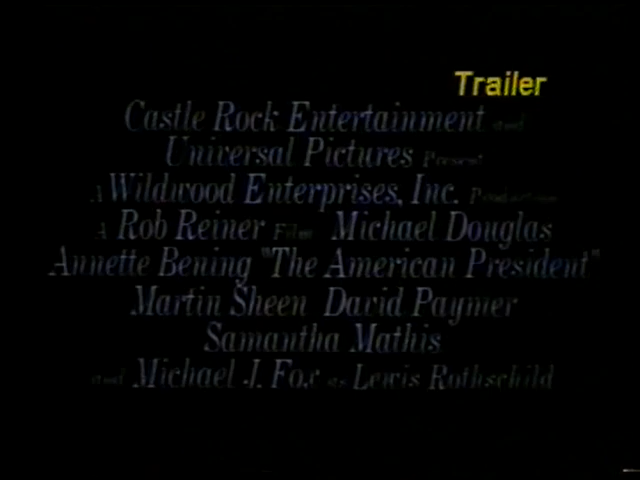 Trailer
Castle Rock Entertainment and
Universal Pictures Present
A Wildwood Enterprises, Inc. Production
A Rob Reiner Film Michael Douglas
Annette Bening "The American President"
Martin Sheen David Paymer
Samantha Mathis
and Michael J. Fox as Lewis Rothschild